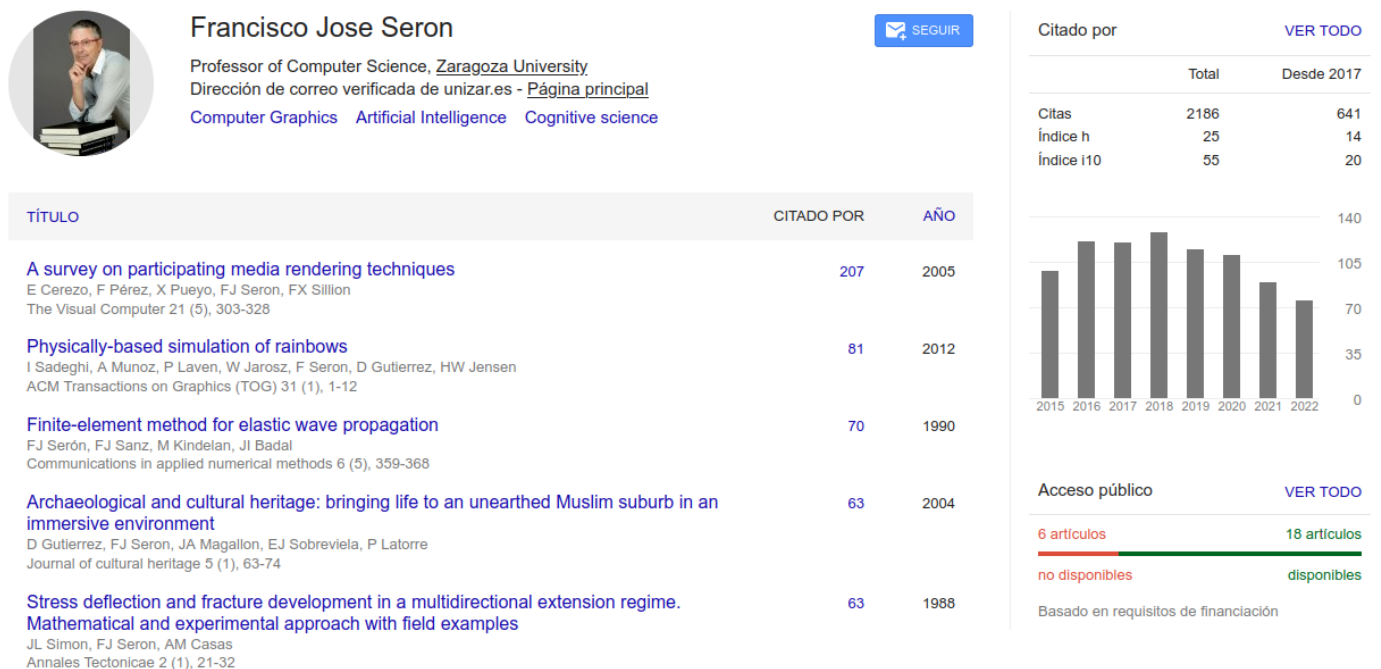 Francisco Jose Seron
SEGUIR
Professor of Computer Science, Zaragoza University
Dirección de correo verificada de unizar.es - Página principal
Computer Graphics Artificial Intelligence Cognitive science
TÍTULO CITADO POR AÑO
A survey on participating media rendering techniques 207 2005
E Cerezo, F Pérez, X Pueyo, FJ Seron, FX Sillion
The Visual Computer 21 (5), 303-328
Physically-based simulation of rainbows 81 2012
I Sadeghi, A Munoz, P Laven, W Jarosz, F Seron, D Gutierrez, HW Jensen
ACM Transactions on Graphics (TOG) 31 (1), 1-12
Finite-element method for elastic wave propagation 70 1990
FJ Serón, FJ Sanz, M Kindelan, JI Badal
Communications in applied numerical methods 6 (5), 359-368
Archaeological and cultural heritage: bringing life to an unearthed Muslim suburb in an 63 2004
immersive environment
D Gutierrez, FJ Seron, JA Magallon, EJ Sobreviela, P Latorre
Journal of cultural heritage 5 (1), 63-74
Stress deflection and fracture development in a multidirectional extension regime. 63 1988
Mathematical and experimental approach with field examples
JL Simon, FJ Seron, AM Casas
Annales Tectonicae 2 (1), 21-32
Citado por VER TODO
Total Desde 2017
Citas 2186 641
Índice h 25 14
Índice i10 55 20
140
105
70
35
0
2015 2016 2017 2018 2019 2020 2021 2022
Acceso público VER TODO
6 artículos 18 artículos
no disponibles disponibles
Basado en requisitos de financiación